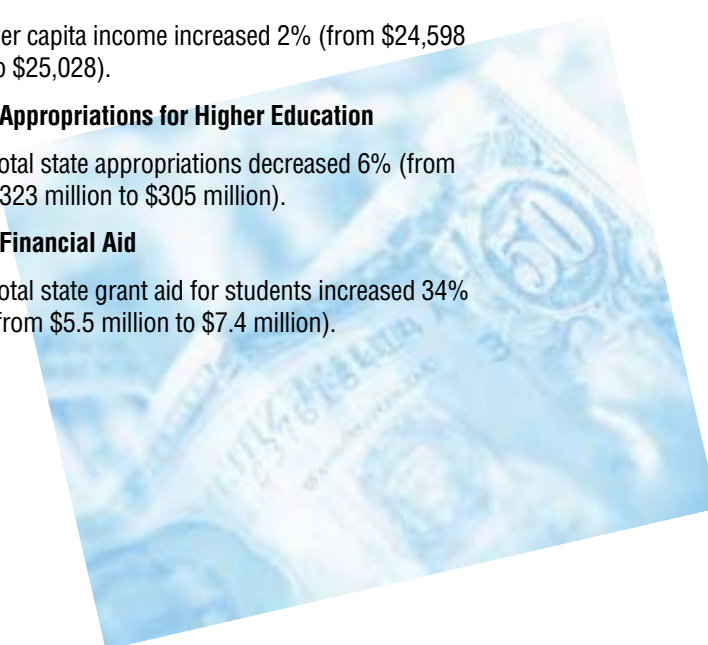 er capita income increased 2% (from $24,598
o $25,028).
Appropriations for Higher Education
otal state appropriations decreased 6% (from
323 million to $305 million).
Financial Aid
otal state grant aid for students increased 34%
from $5.5 million to $7.4 million).
50